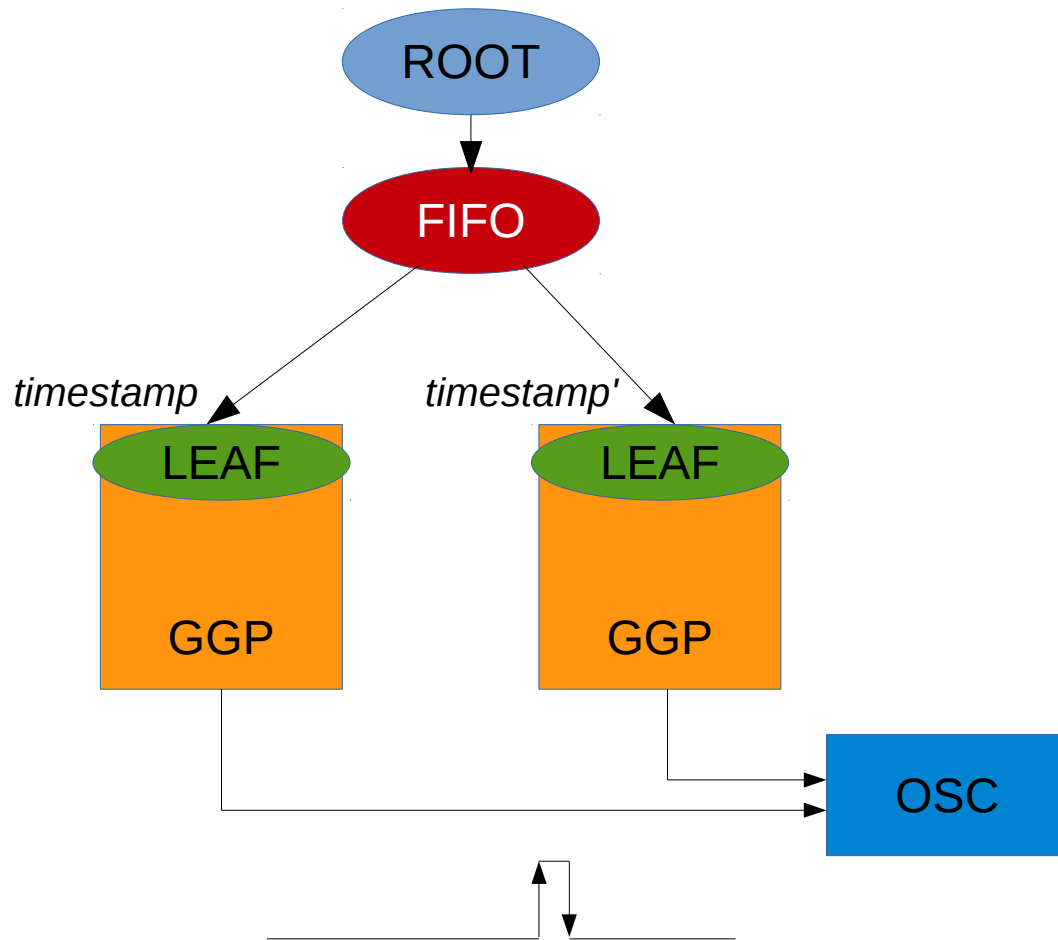 ROOT
FIFO
timestamp
timestamp'
LEAF
LEAF
GGP
GGP
OSC